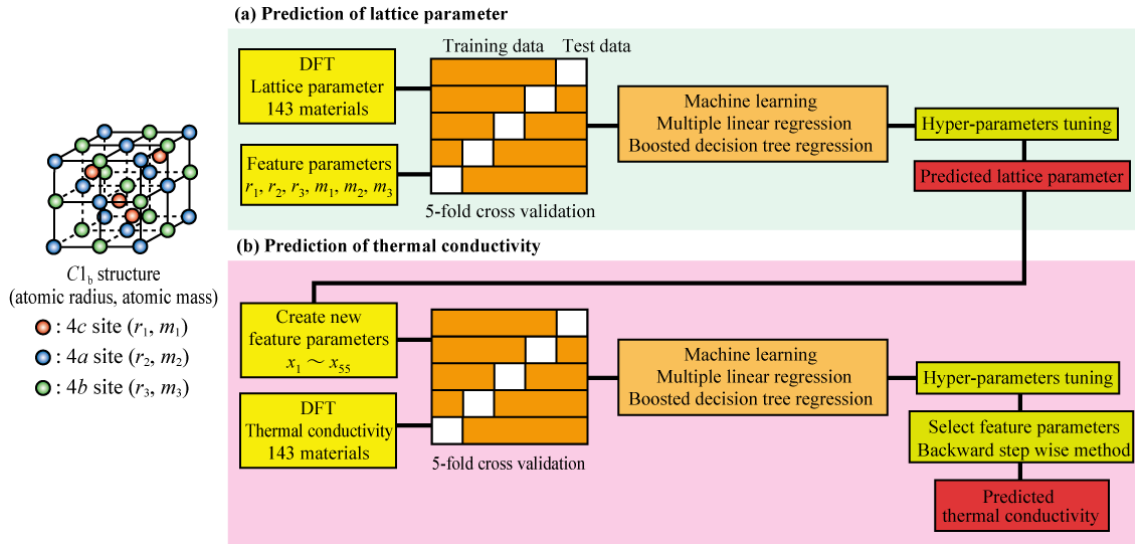 (a) Prediction of lattice parameter
Training data
Test data
DFT
Lattice parameter
143 materials
Feature parameters
r₁, r₂, r₃, m₁, m₂, m₃
5-fold cross validation
Machine learning
Multiple linear regression
Boosted decision tree regression
Hyper-parameters tuning
Predicted lattice parameter
C1b structure
(atomic radius, atomic mass)
: 4c site (r₁, m₁)
: 4a site (r₂, m₂)
: 4b site (r₃, m₃)
(b) Prediction of thermal conductivity
Create new
feature parameters
x₁ ~ x₅₅
DFT
Thermal conductivity
143 materials
5-fold cross validation
Machine learning
Multiple linear regression
Boosted decision tree regression
Hyper-parameters tuning
Select feature parameters
Backward step wise method
Predicted
thermal conductivity